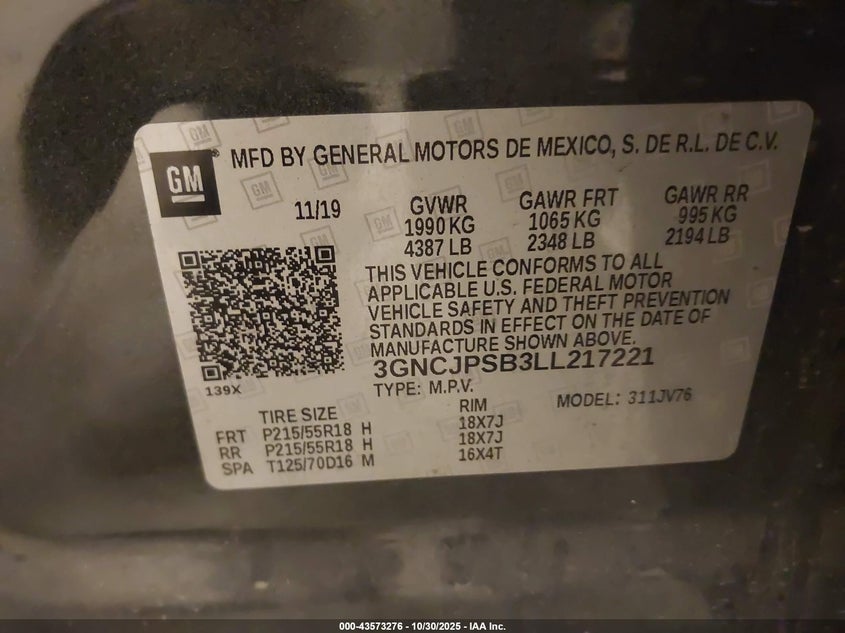 GM
® MFD BY GENERAL MOTORS DE MEXICO, S. DE R.L. DE C.V.
11/19 GVWR GAWR FRT GAWR RR
1990 KG 1065 KG 995 KG
4387 LB 2348 LB 2194 LB
THIS VEHICLE CONFORMS TO ALL
APPLICABLE U.S. FEDERAL MOTOR
VEHICLE SAFETY AND THEFT PREVENTION
STANDARDS IN EFFECT ON THE DATE OF
MANUFACTURE SHOWN ABOVE.
3GNCJPSB3LL217221
139X
TYPE: M.P.V. MODEL: 311JV76
TIRE SIZE RIM
FRT P215/55R18 H 18X7J
RR P215/55R18 H 18X7J
SPA T125/70D16 M 16X4T
000-43573276 - 10/30/2025 - IAA Inc.